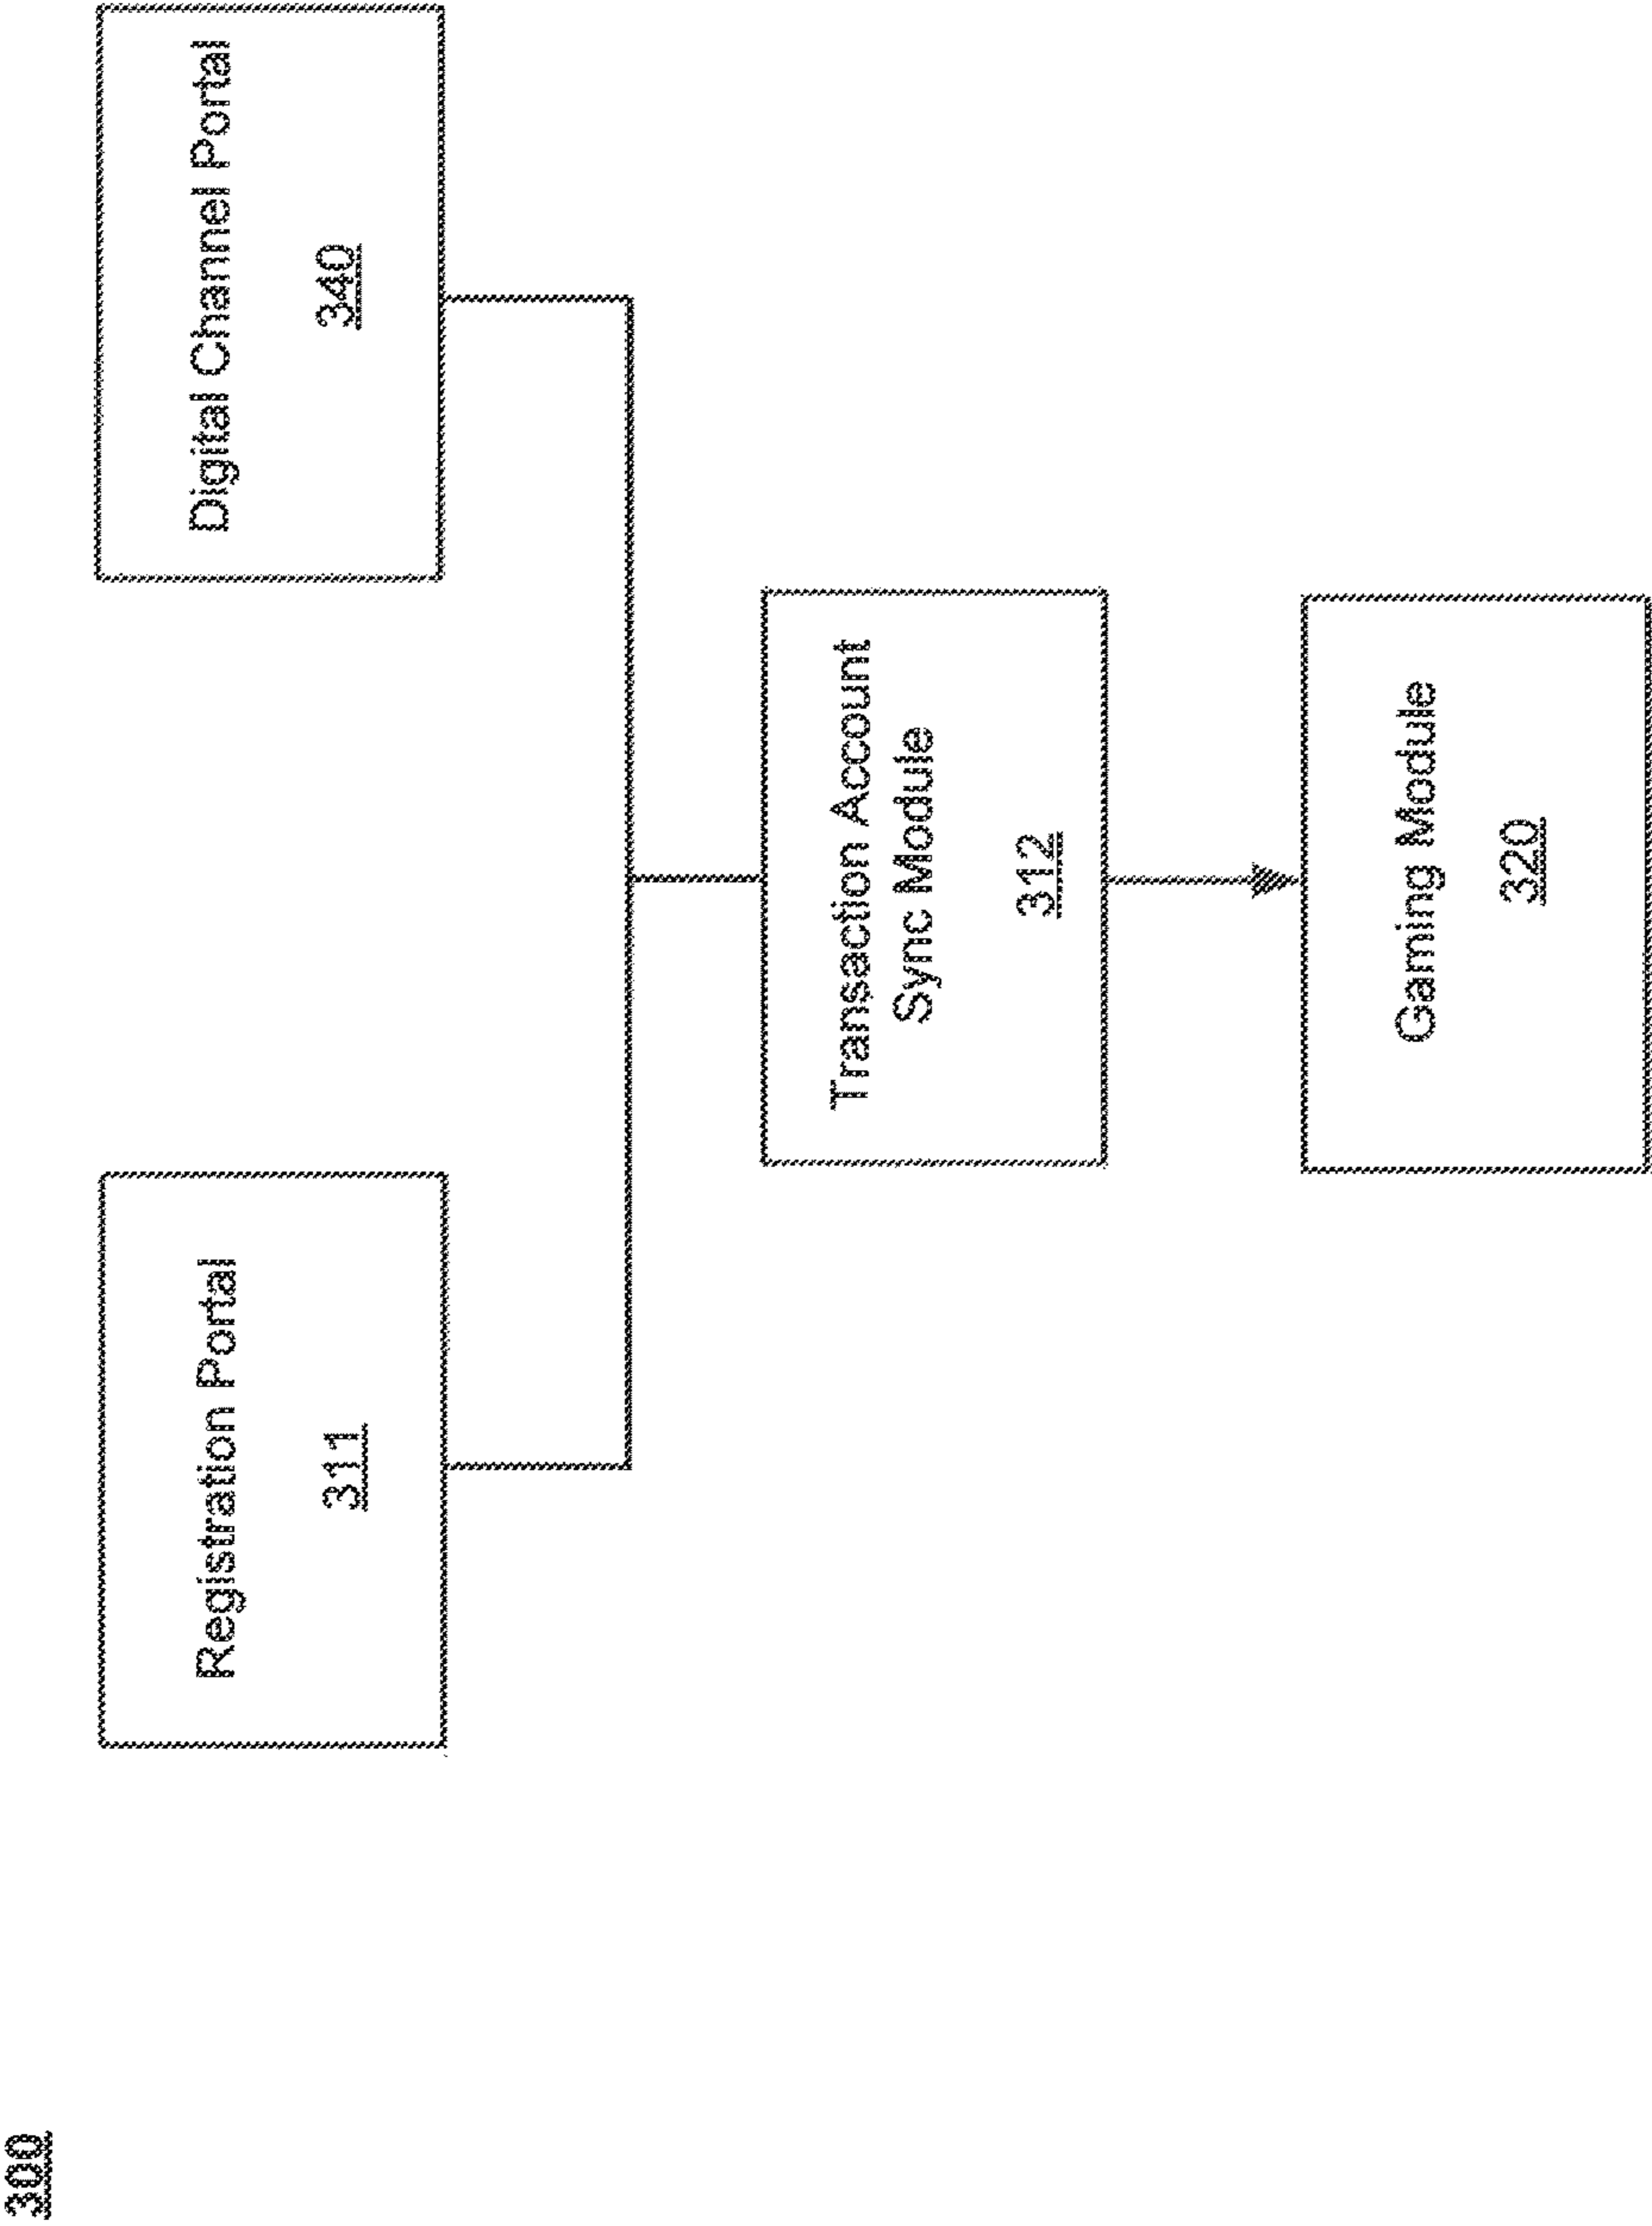 300
Registration Portal
311
Digital Channel Portal
340
Transaction Account
Sync Module
312
Gaming Module
320